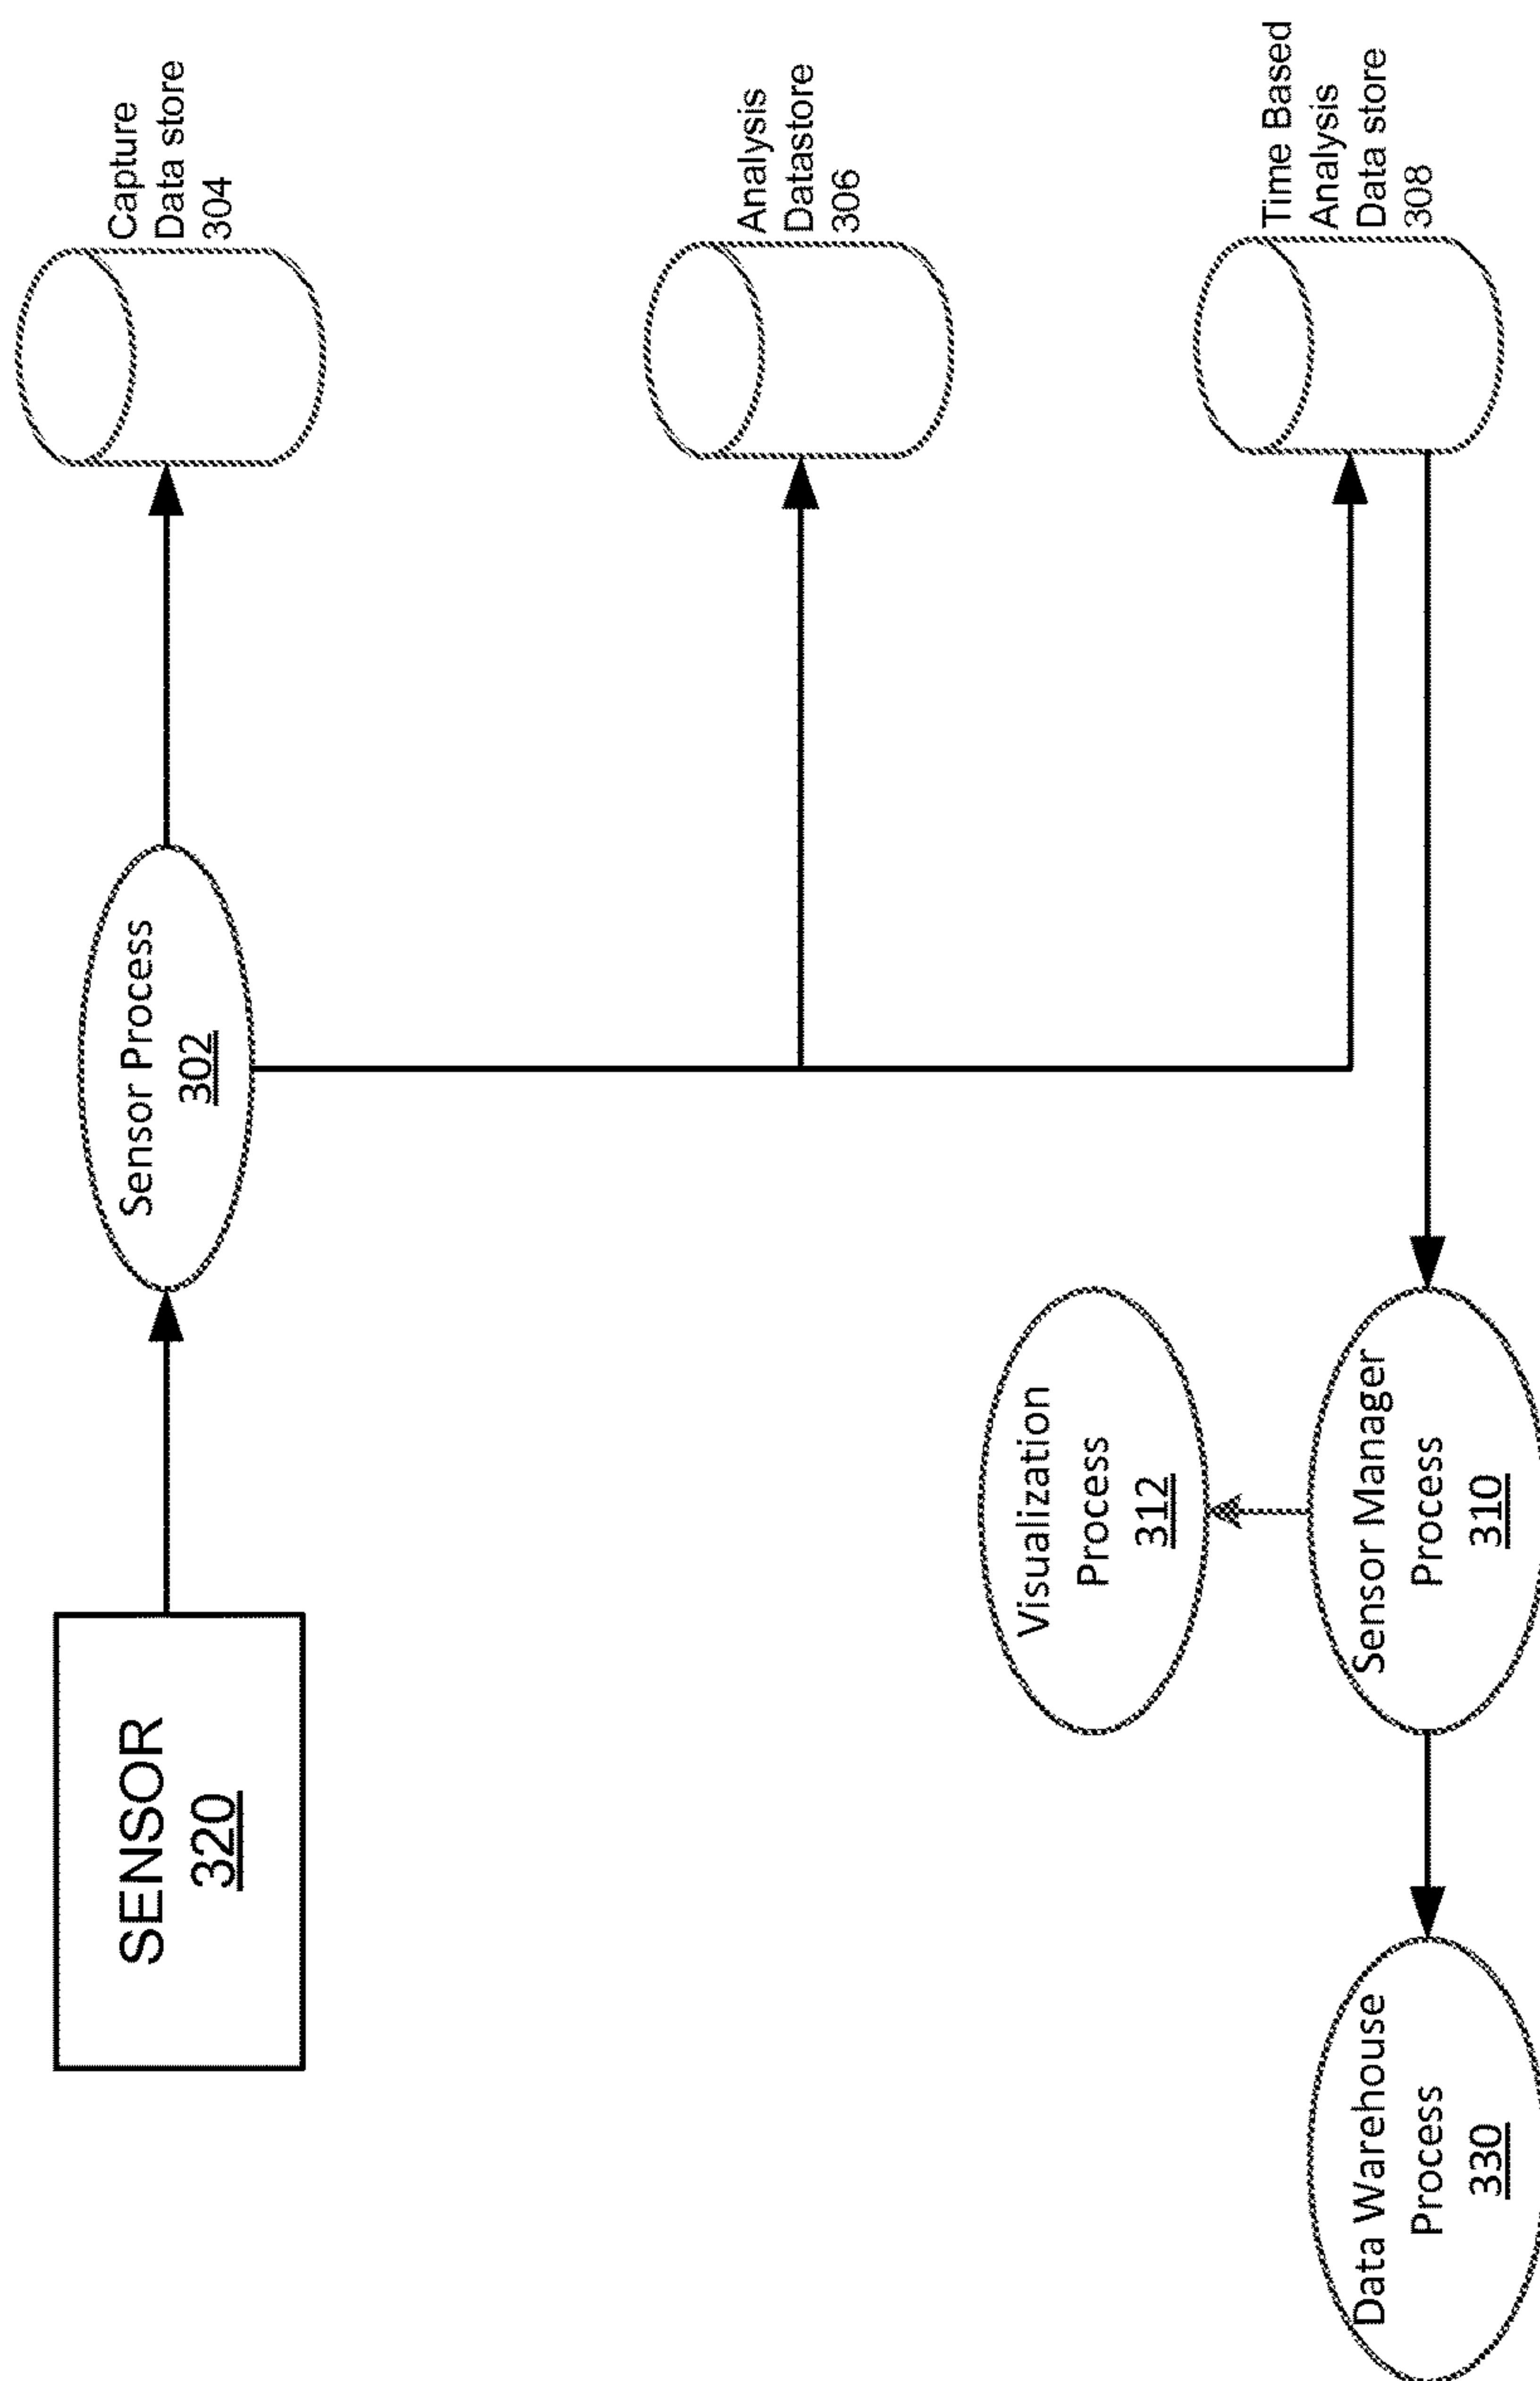 SENSOR
320
Sensor Process
302
Capture
Data store
304
Analysis
Datastore
306
Time Based
Analysis
Data store
308
Visualization
Process
312
Sensor Manager
Process
310
Data Warehouse
Process
330